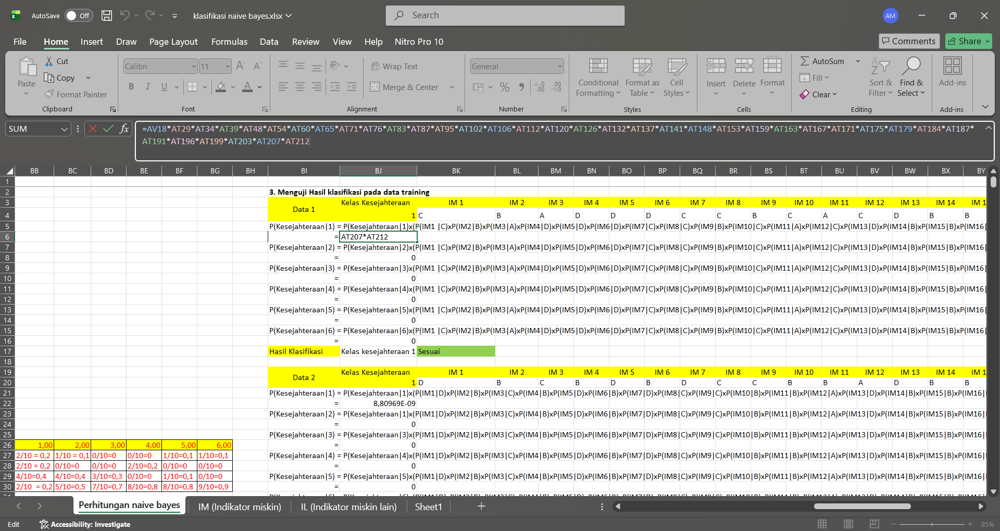 AutoSave Off klasifikasi naive bayes.xlsx Search AM
File Home Insert Draw Page Layout Formulas Data Review View Help Nitro Pro 10 Comments Share
Paste Cut Copy Format Painter Clipboard
Calibri 11 B I U A Font
Wrap Text Merge & Center Alignment
General % Number
Conditional Formatting Format as Table Cell Styles Styles
Insert Delete Format Cells
AutoSum Fill Clear Sort & Filter Find & Select Editing
Add-ins Add-ins
SUM fx =AV18*AT29*AT34*AT39*AT48*AT54*AT60*AT65*AT71*AT76*AT83*AT87*AT95*AT102*AT106*AT112*AT120*AT126*AT132*AT137*AT141*AT148*AT153*AT159*AT163*AT167*AT171*AT175*AT179*AT184*AT187*
AT191*AT196*AT199*AT203*AT207*AT212
BB BC BD BE BF BG BH BI BJ BK BL BM BN BO BP BQ BR BS BT BU BV BW BX BY
1
2 3. Menguji Hasil klasifikasi pada data training
3 Data 1 Kelas Kesejahteraan IM 1 IM 2 IM 3 IM 4 IM 5 IM 6 IM 7 IM 8 IM 9 IM 10 IM 11 IM 12 IM 13 IM 14 IM 1
4 1 C B A D D D C C B C A C D B B
5 P(Kesejahteraan|1) = P(Kesejahteraan|1)x(P(IM1 |C)xP(IM2|B)xP(IM3|A)xP(IM4|D)xP(IM5|D)xP(IM6|D)xP(IM7|C)xP(IM8|C)xP(IM9|B)xP(IM10|C)xP(IM11|A)xP(IM12|C)xP(IM13|D)xP(IM14|B)xP(IM15|B)xP(IM16|
6 = AT207*AT212
7 P(Kesejahteraan|2) = P(Kesejahteraan|2)x(P(IM1 |C)xP(IM2|B)xP(IM3|A)xP(IM4|D)xP(IM5|D)xP(IM6|D)xP(IM7|C)xP(IM8|C)xP(IM9|B)xP(IM10|C)xP(IM11|A)xP(IM12|C)xP(IM13|D)xP(IM14|B)xP(IM15|B)xP(IM16|
8 = 0
9 P(Kesejahteraan|3) = P(Kesejahteraan|3)x(P(IM1 |C)xP(IM2|B)xP(IM3|A)xP(IM4|D)xP(IM5|D)xP(IM6|D)xP(IM7|C)xP(IM8|C)xP(IM9|B)xP(IM10|C)xP(IM11|A)xP(IM12|C)xP(IM13|D)xP(IM14|B)xP(IM15|B)xP(IM16|
10 = 0
11 P(Kesejahteraan|4) = P(Kesejahteraan|4)x(P(IM1 |C)xP(IM2|B)xP(IM3|A)xP(IM4|D)xP(IM5|D)xP(IM6|D)xP(IM7|C)xP(IM8|C)xP(IM9|B)xP(IM10|C)xP(IM11|A)xP(IM12|C)xP(IM13|D)xP(IM14|B)xP(IM15|B)xP(IM16|
12 = 0
13 P(Kesejahteraan|5) = P(Kesejahteraan|5)x(P(IM1 |C)xP(IM2|B)xP(IM3|A)xP(IM4|D)xP(IM5|D)xP(IM6|D)xP(IM7|C)xP(IM8|C)xP(IM9|B)xP(IM10|C)xP(IM11|A)xP(IM12|C)xP(IM13|D)xP(IM14|B)xP(IM15|B)xP(IM16|
14 = 0
15 P(Kesejahteraan|6) = P(Kesejahteraan|6)x(P(IM1 |C)xP(IM2|B)xP(IM3|A)xP(IM4|D)xP(IM5|D)xP(IM6|D)xP(IM7|C)xP(IM8|C)xP(IM9|B)xP(IM10|C)xP(IM11|A)xP(IM12|C)xP(IM13|D)xP(IM14|B)xP(IM15|B)xP(IM16|
16 = 0
17 Hasil Klasifikasi Kelas kesejahteraan 1 Sesuai
18
19 Data 2 Kelas Kesejahteraan IM 1 IM 2 IM 3 IM 4 IM 5 IM 6 IM 7 IM 8 IM 9 IM 10 IM 11 IM 12 IM 13 IM 14 IM 1
20 1 D B C B D B D C C B B A D B B
21 P(Kesejahteraan|1) = P(Kesejahteraan|1)x(P(IM1|D)xP(IM2|B)xP(IM3|C)xP(IM4|B)xP(IM5|D)xP(IM6|B)xP(IM7|D)xP(IM8|C)xP(IM9|C)xP(IM10|B)xP(IM11|B)xP(IM12|A)xP(IM13|D)xP(IM14|B)xP(IM15|B)xP(IM16|
22 = 8,80969E-09
23 P(Kesejahteraan|2) = P(Kesejahteraan|1)x(P(IM1|D)xP(IM2|B)xP(IM3|C)xP(IM4|B)xP(IM5|D)xP(IM6|B)xP(IM7|D)xP(IM8|C)xP(IM9|C)xP(IM10|B)xP(IM11|B)xP(IM12|A)xP(IM13|D)xP(IM14|B)xP(IM15|B)xP(IM16|
24 = 0
25 P(Kesejahteraan|3) = P(Kesejahteraan|3)x(P(IM1|D)xP(IM2|B)xP(IM3|C)xP(IM4|B)xP(IM5|D)xP(IM6|B)xP(IM7|D)xP(IM8|C)xP(IM9|C)xP(IM10|B)xP(IM11|B)xP(IM12|A)xP(IM13|D)xP(IM14|B)xP(IM15|B)xP(IM16|
26 1,00 2,00 3,00 4,00 5,00 6,00 = 0
27 2/10 = 0,2 1/10 = 0,1 0/10=0 0/10=0 1/10=0,1 1/10=0,1 P(Kesejahteraan|4) = P(Kesejahteraan|4)x(P(IM1|D)xP(IM2|B)xP(IM3|C)xP(IM4|B)xP(IM5|D)xP(IM6|B)xP(IM7|D)xP(IM8|C)xP(IM9|C)xP(IM10|B)xP(IM11|B)xP(IM12|A)xP(IM13|D)xP(IM14|B)xP(IM15|B)xP(IM16|
28 2/10 = 0,2 0/10=0 0/10=0 2/10=0,2 0/10=0 0/10=0 = 0
29 4/10=0,4 4/10=0,4 3/10=0,3 0/10=0 1/10=0,1 0/10=0 P(Kesejahteraan|5) = P(Kesejahteraan|5)x(P(IM1|D)xP(IM2|B)xP(IM3|C)xP(IM4|B)xP(IM5|D)xP(IM6|B)xP(IM7|D)xP(IM8|C)xP(IM9|C)xP(IM10|B)xP(IM11|B)xP(IM12|A)xP(IM13|D)xP(IM14|B)xP(IM15|B)xP(IM16|
30 2/10 = 0,2 5/10=0,5 7/10=0,7 8/10=0,8 8/10=0,8 9/10=0,9 = 0
Perhitungan naive bayes IM (Indikator miskin) IL (Indikator miskin lain) Sheet1
Edit Accessibility: Investigate 85%